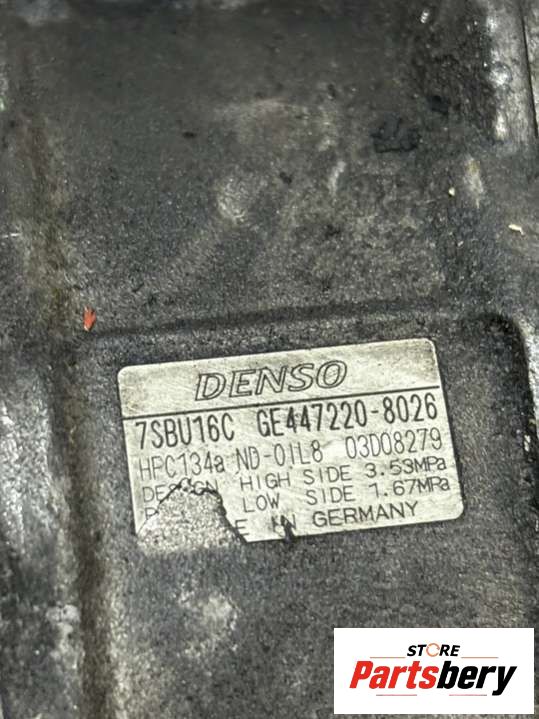 DENSO
7SBU16C GE447220-8026
HFC134a ND-OIL8 03D08279
DESIGN HIGH SIDE 3.53MPa
LOW SIDE 1.67MPa
IN GERMANY
STORE
Partsbery